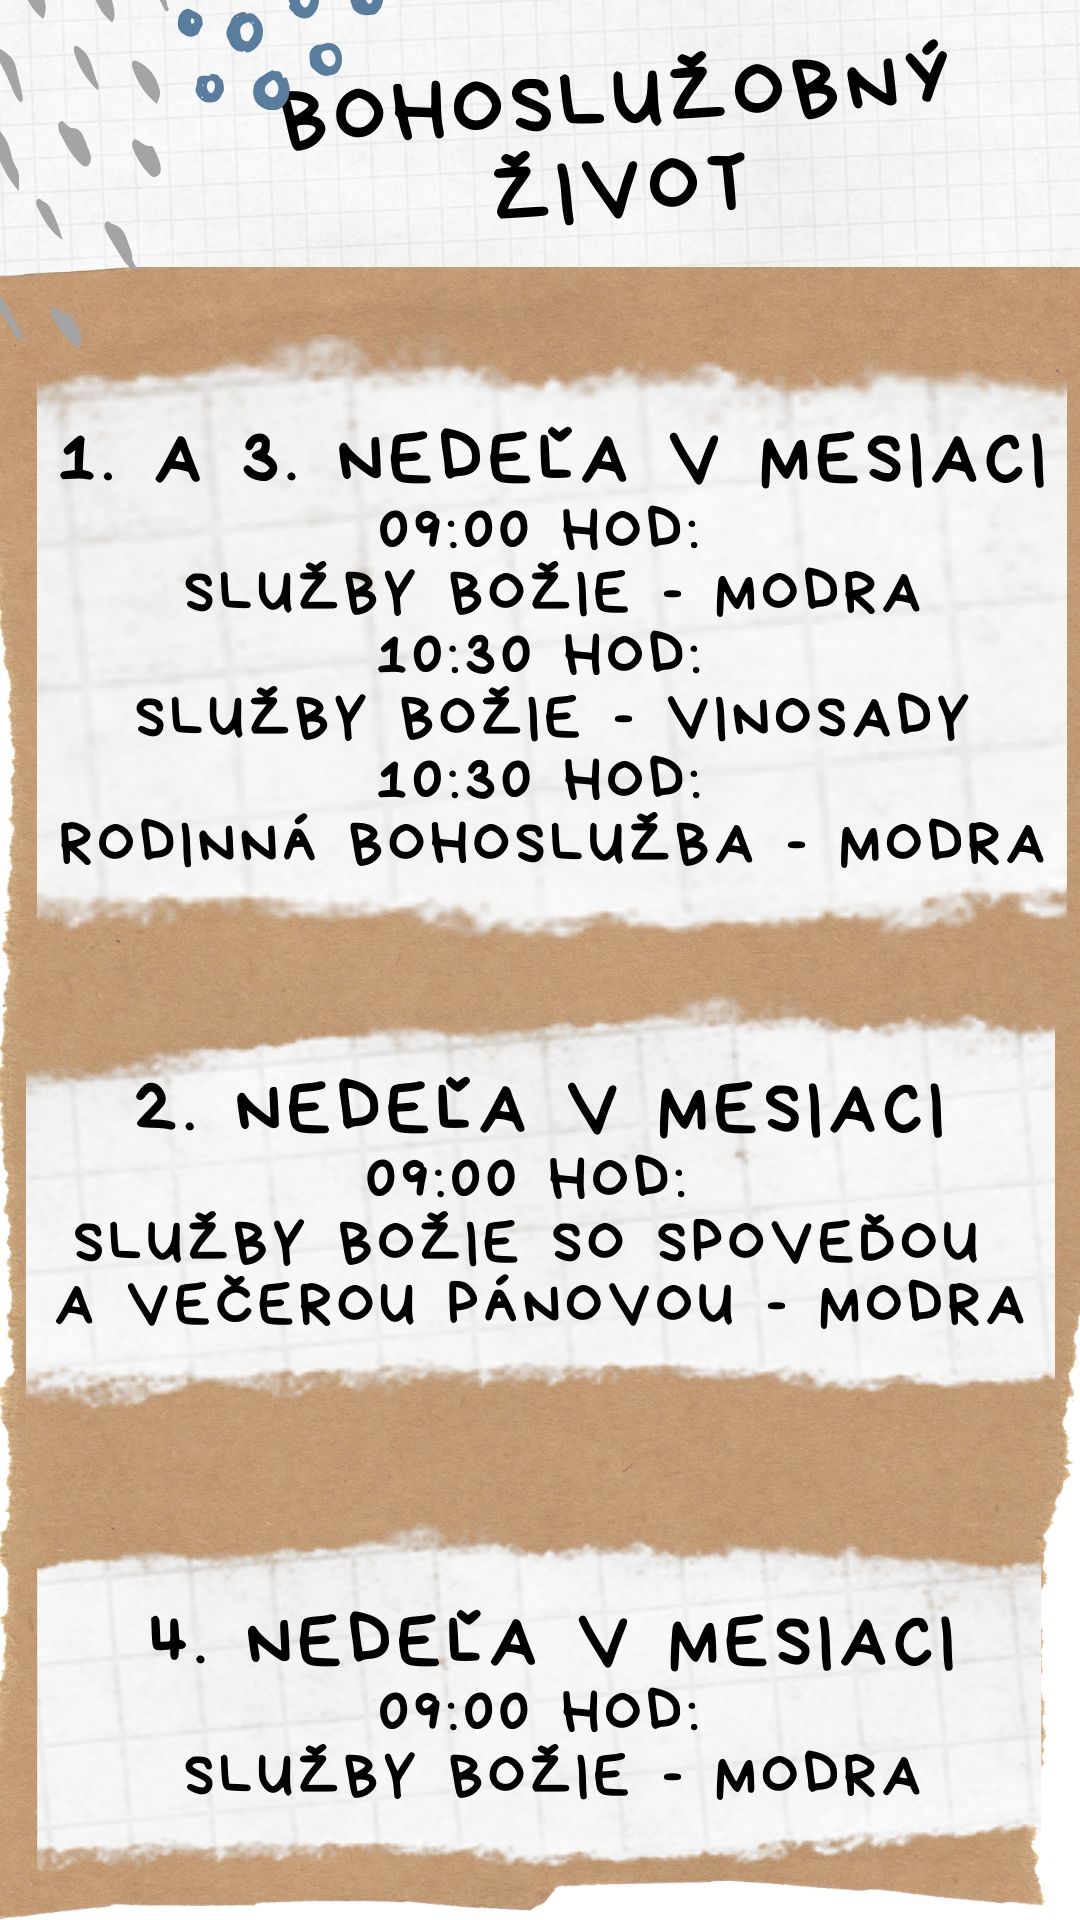 BOHOSLUŽOBNÝ
ŽIVOT
1. A 3. NEDEĽA V MESIACI
09:00 HOD:
SLUŽBY BOŽIE - MODRA
10:30 HOD:
SLUŽBY BOŽIE - VINOSADY
10:30 HOD:
RODINNÁ BOHOSLUŽBA - MODRA
2. NEDEĽA V MESIACI
09:00 HOD:
SLUŽBY BOŽIE SO SPOVEĎOU
A VEČEROU PÁNOVOU - MODRA
4. NEDEĽA V MESIACI
09:00 HOD:
SLUŽBY BOŽIE - MODRA